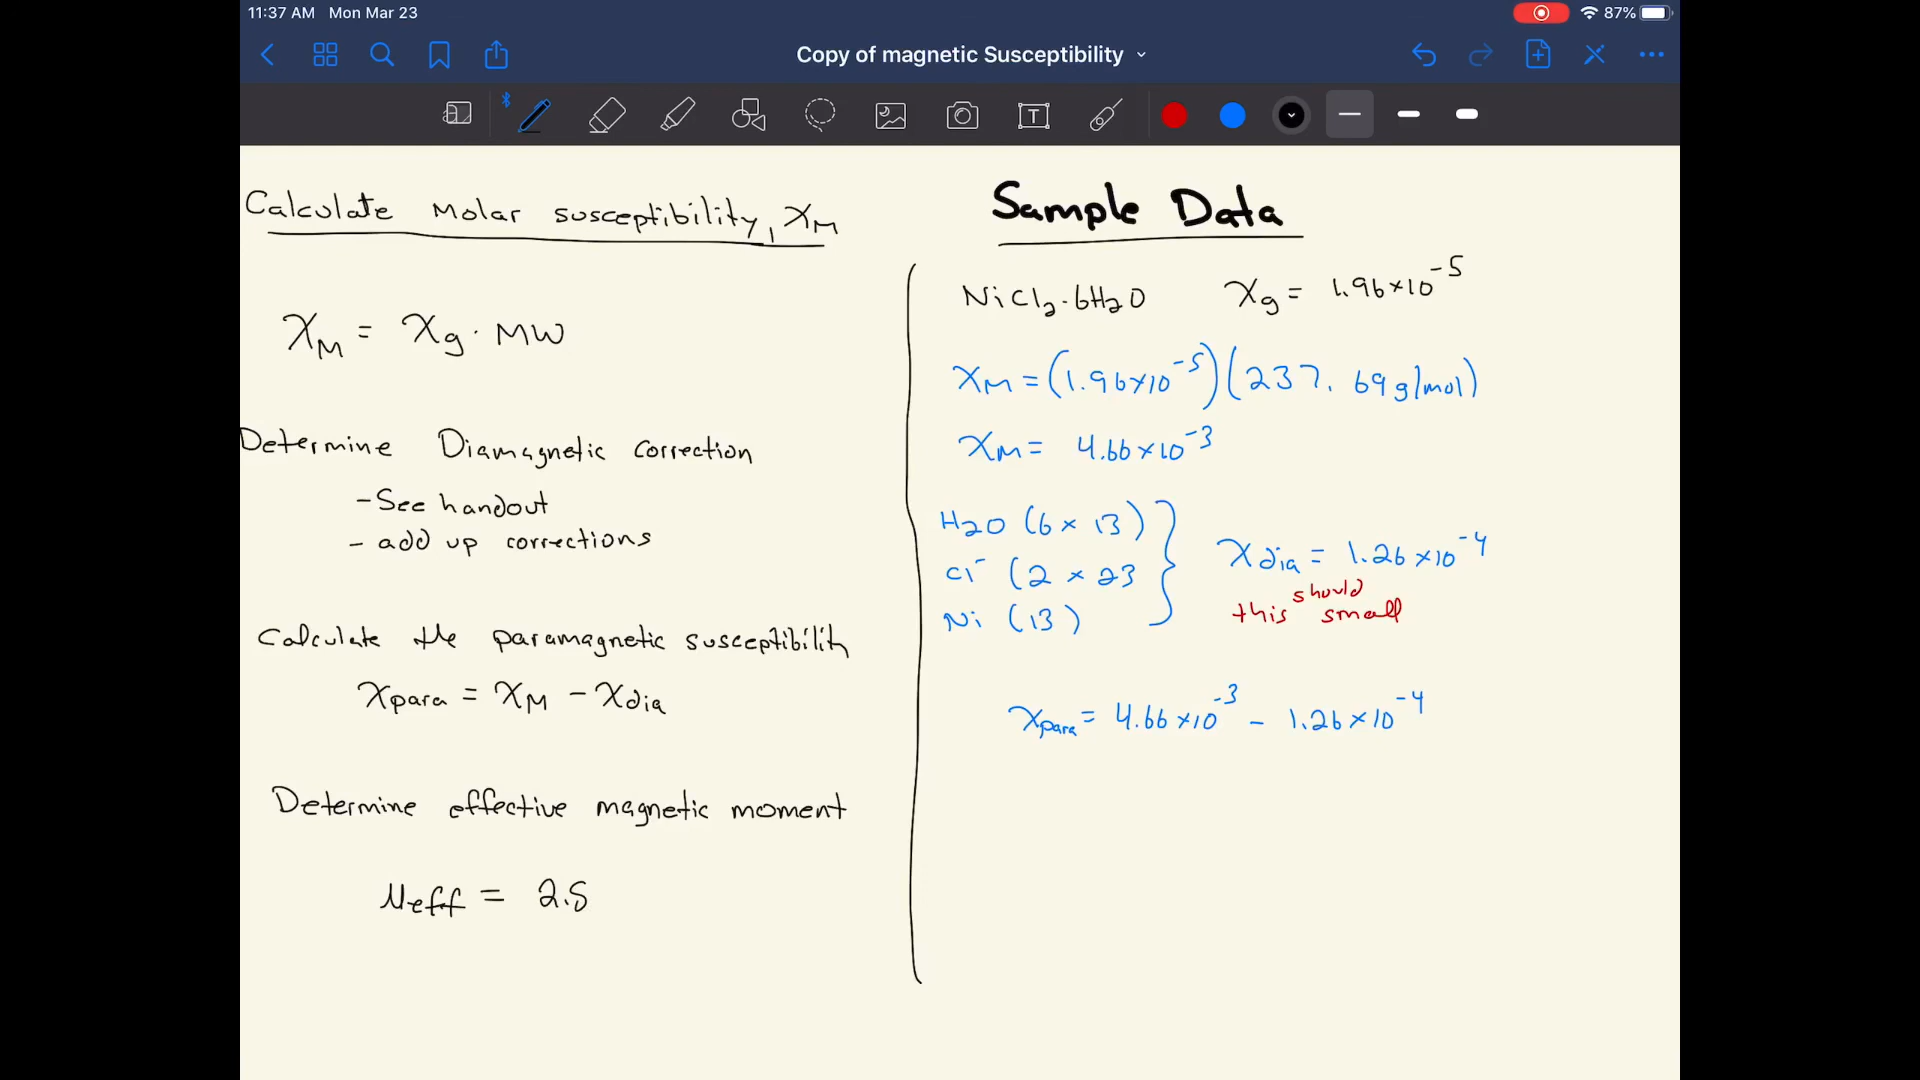 11:37 AM Mon Mar 23
87%
Copy of magnetic Susceptibility
T
Calculate Molar susceptibility, χM
χM = χg · MW
Determine Diamagnetic correction
- See handout
- add up corrections
Calculate the paramagnetic susceptibility
χpara = χM - χdia
Determine effective magnetic moment
μeff = 2.8
Sample Data
NiCl2·6H2O χg = 1.96×10^-5
χM = (1.96×10^-5)(237.69g/mol)
χM = 4.66×10^-3
H2O (6 × 13)
Cl^- (2 × 23
Ni (13)
χdia = 1.26×10^-4
this should small
χpara = 4.66×10^-3 - 1.26×10^-4